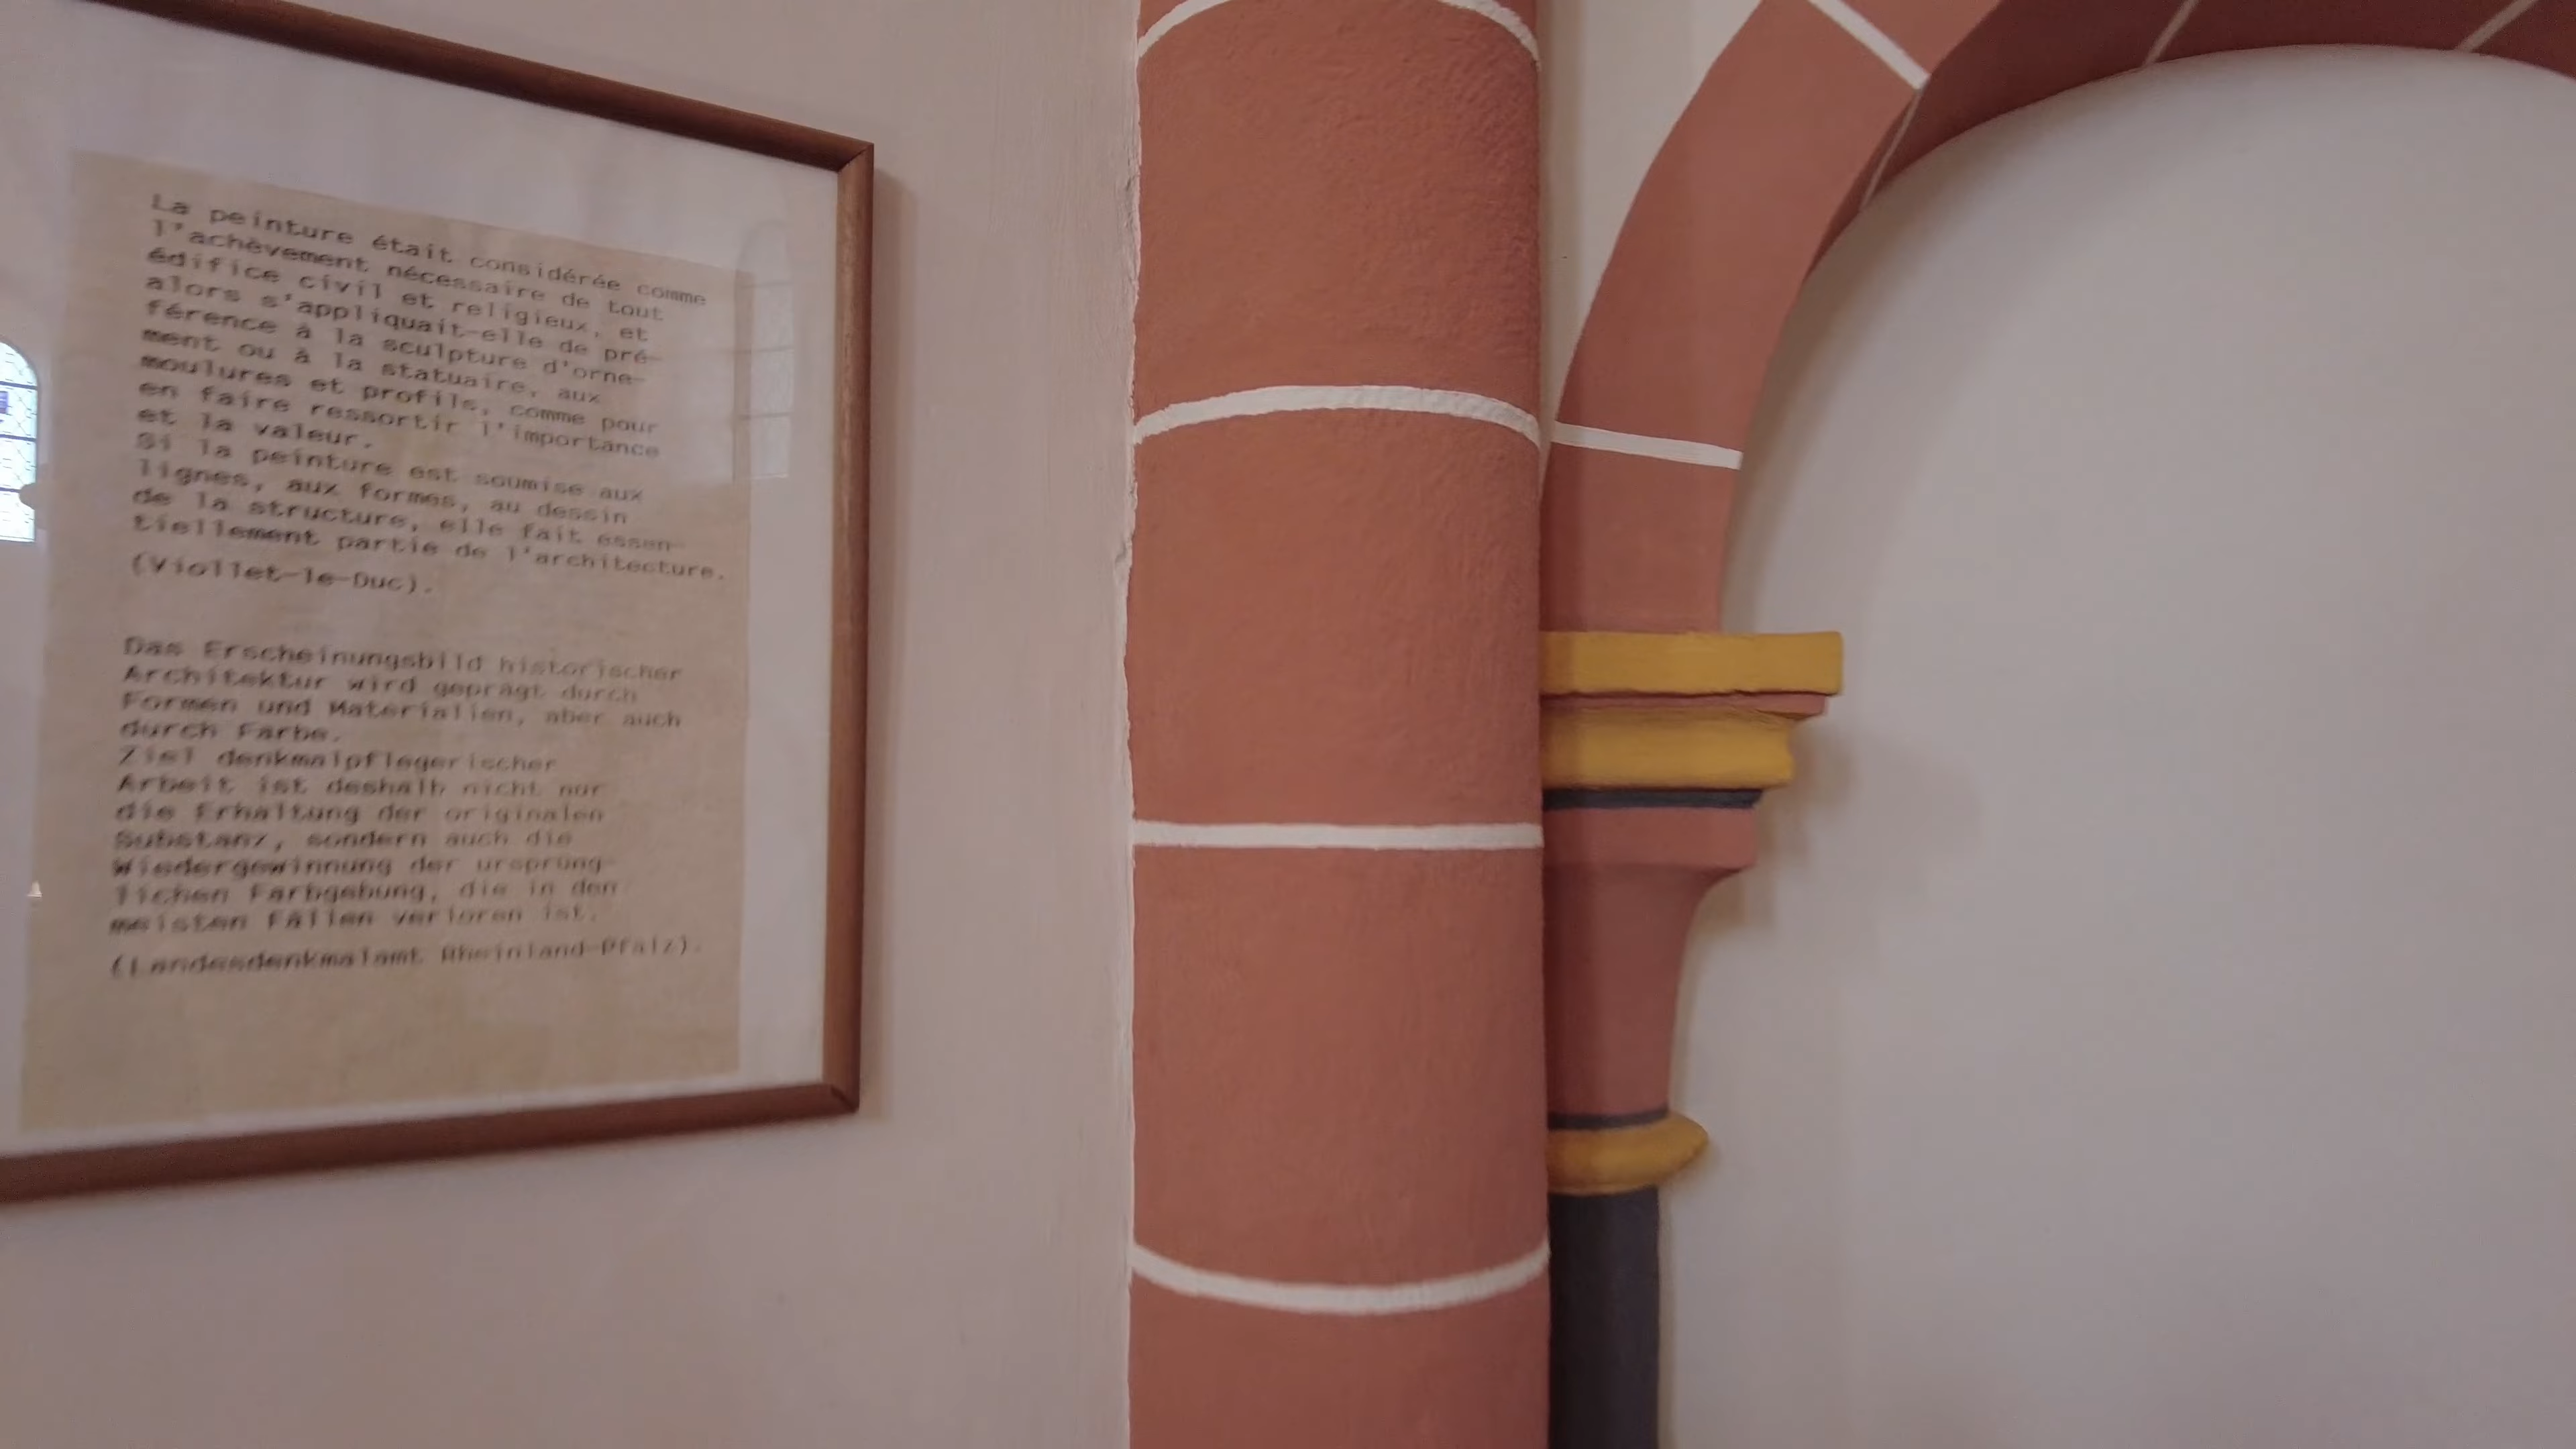 La peinture était considérée comme
l'achèvement nécessaire de tout
édifice civil et religieux, et
alors s'appliquait-elle de pré-
férence à la sculpture d'orne-
ment ou à la statuaire, aux
moulures et profils, comme pour
en faire ressortir l'importance
et la valeur.
Si la peinture est soumise aux
lignes, aux formes, au dessin
de la structure, elle fait essen-
tiellement partie de l'architecture.
(Viollet-le-Duc).
Das Erscheinungsbild historischer
Architektur wird geprägt durch
Formen und Materialien, aber auch
durch Farbe.
Ziel denkmalpflegerischer
Arbeit ist deshalb nicht nur
die Erhaltung der originalen
Substanz, sondern auch die
Wiedergewinnung der ursprüng-
lichen Farbgebung, die in den
meisten Fällen verloren ist.
(Landesdenkmalamt Rheinland-Pfalz).